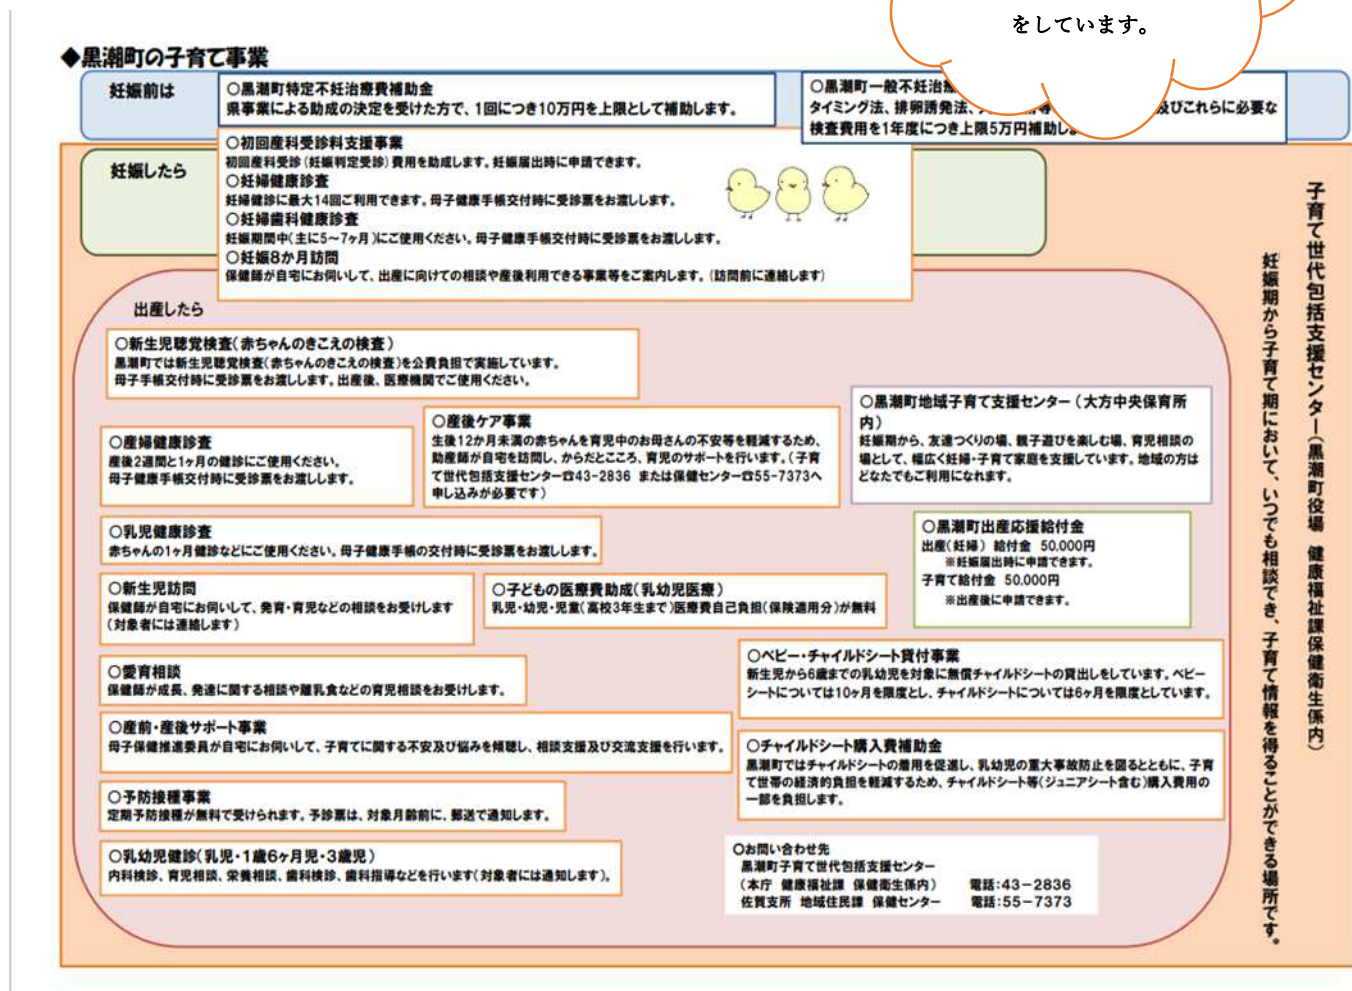 をしています。
◆黒潮町の子育て事業
妊娠前は
○黒潮町特定不妊治療費補助金
県事業による助成の決定を受けた方で、1回につき10万円を上限として補助します。
○黒潮町一般不妊治療
タイミング法、排卵誘発法、
及びこれらに必要な
検査費用を1年度につき上限5万円補助し
妊娠したら
○初回産科受診料支援事業
初回産科受診(妊娠判定受診)費用を助成します。妊娠届出時に申請できます。
○妊婦健康診査
妊婦健診に最大14回ご利用できます。母子健康手帳交付時に受診票をお渡しします。
○妊婦歯科健康診査
妊娠期間中(主に5~7ヶ月)にご使用ください。母子健康手帳交付時に受診票をお渡しします。
○妊娠8か月訪問
保健師が自宅にお伺いして、出産に向けての相談や産後利用できる事業等をご案内します。(訪問前に連絡します)
出産したら
○新生児聴覚検査(赤ちゃんのきこえの検査)
黒潮町では新生児聴覚検査(赤ちゃんのきこえの検査)を公費負担で実施しています。
母子手帳交付時に受診票をお渡しします。出産後、医療機関でご使用ください。
○産婦健康診査
産後2週間と1ヶ月の健診にご使用ください。
母子健康手帳交付時に受診票をお渡しします。
○産後ケア事業
生後12か月未満の赤ちゃんを育児中のお母さんの不安等を軽減するため、
助産師が自宅を訪問し、からだとこころ、育児のサポートを行います。(子育
て世代包括支援センター☎43-2836 または保健センター☎55-7373へ
申し込みが必要です)
○黒潮町地域子育て支援センター(大方中央保育所
内)
妊娠期から、友達つくりの場、親子遊びを楽しむ場、育児相談の
場として、幅広く妊婦・子育て家庭を支援しています。地域の方は
どなたでもご利用になれます。
○乳児健康診査
赤ちゃんの1ヶ月健診などにご使用ください。母子健康手帳の交付時に受診票をお渡しします。
○黒潮町出産応援給付金
出産(妊婦) 給付金 50,000円
※妊娠届出時に申請できます。
子育て給付金 50,000円
※出産後に申請できます。
○新生児訪問
保健師が自宅にお伺いして、発育・育児などの相談をお受けします
(対象者には連絡します)
○子どもの医療費助成(乳幼児医療)
乳児・幼児・児童(高校3年生まで)医療費自己負担(保険適用分)が無料
○愛育相談
保健師が成長、発達に関する相談や離乳食などの育児相談をお受けします。
○ベビー・チャイルドシート貸付事業
新生児から6歳までの乳幼児を対象に無償チャイルドシートの貸出しをしています。ベビー
シートについては10ヶ月を限度とし、チャイルドシートについては6ヶ月を限度としています。
○産前・産後サポート事業
母子保健推進委員が自宅にお伺いして、子育てに関する不安及び悩みを傾聴し、相談支援及び交流支援を行います。
○チャイルドシート購入費補助金
黒潮町ではチャイルドシートの着用を促進し、乳幼児の重大事故防止を図るとともに、子育
て世帯の経済的負担を軽減するため、チャイルドシート等(ジュニアシート含む)購入費用の
一部を負担します。
○予防接種事業
定期予防接種が無料で受けられます。予診票は、対象月齢前に、郵送で通知します。
○乳幼児健診(乳児・1歳6ヶ月児・3歳児)
内科検診、育児相談、栄養相談、歯科検診、歯科指導などを行います(対象者には通知します)。
○お問い合わせ先
黒潮町子育て世代包括支援センター
(本庁 健康福祉課 保健衛生係内) 電話:43-2836
佐賀支所 地域住民課 保健センター 電話:55-7373
子育て世代包括支援センター(黒潮町役場 健康福祉課保健衛生係内)
妊娠期から子育て期において、いつでも相談でき、子育て情報を得ることができる場所です。